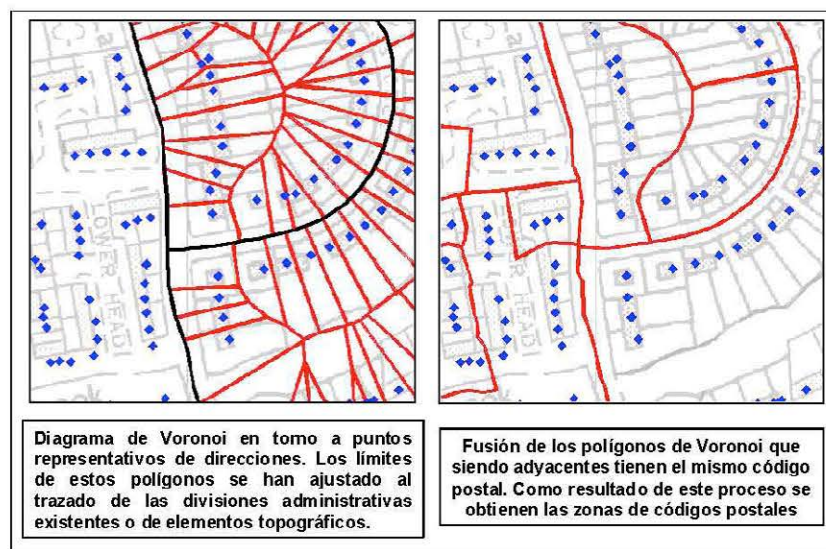 OWER HEAD
Diagrama de Voronoi en torno a puntos
representativos de direcciones. Los límites
de estos polígonos se han ajustado al
trazado de las divisiones administrativas
existentes o de elementos topográficos.
Fusión de los polígonos de Voronoi que
siendo adyacentes tienen el mismo código
postal. Como resultado de este proceso se
obtienen las zonas de códigos postales